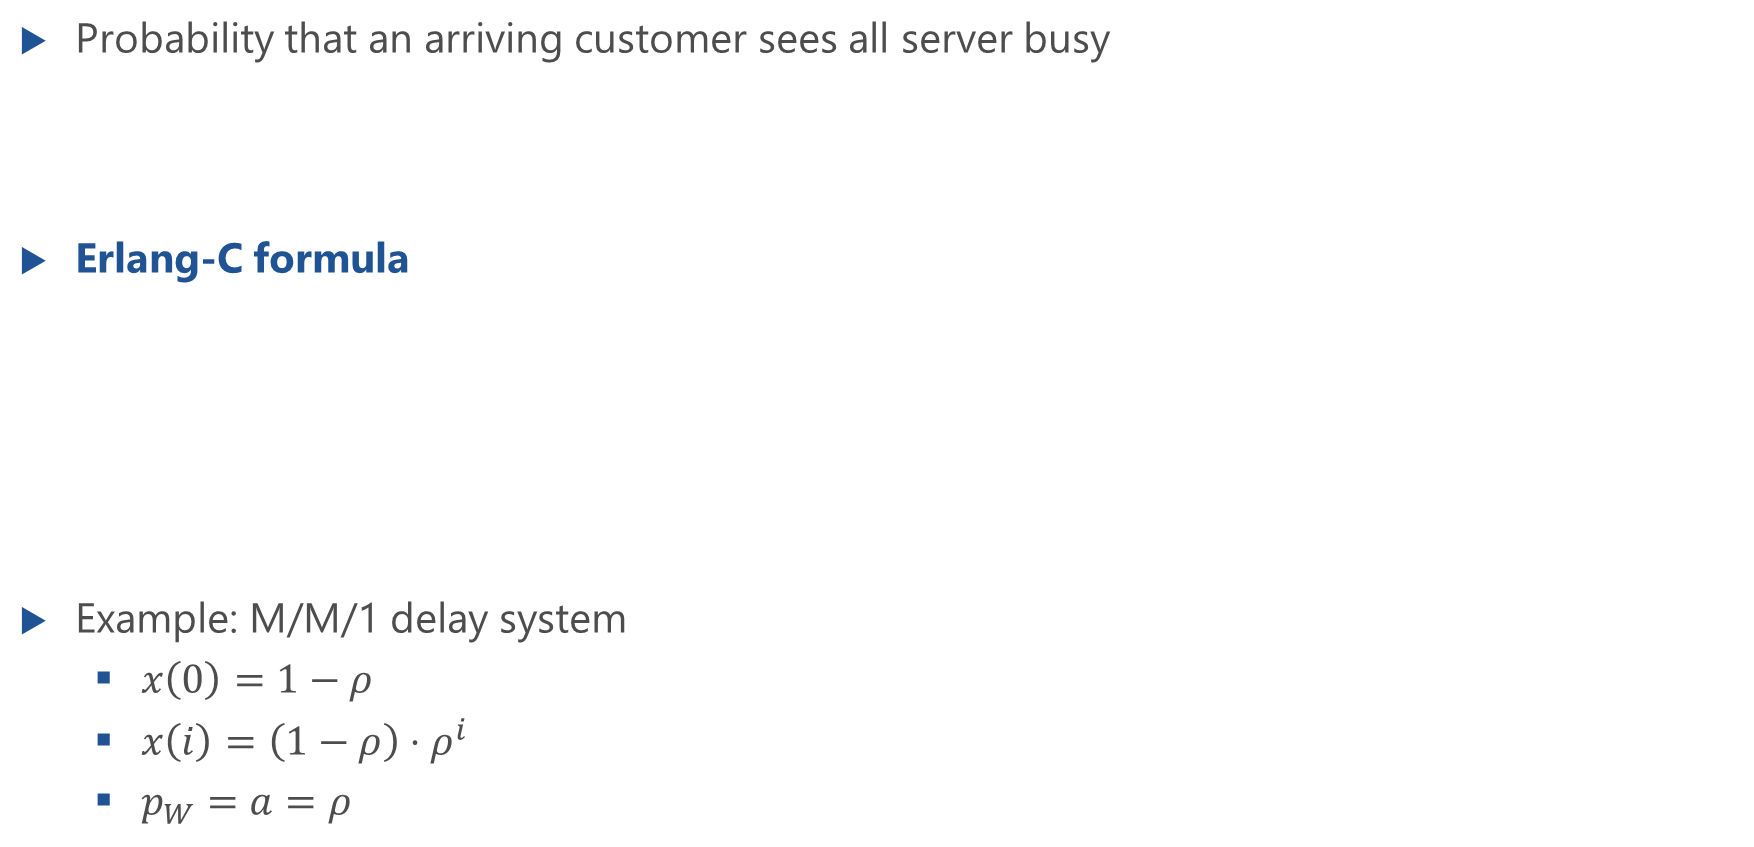 ▶ Probability that an arriving customer sees all server busy
▶ Erlang-C formula
▶ Example: M/M/1 delay system
▪ x(0) = 1 − ρ
▪ x(i) = (1 − ρ) · ρ^i
▪ p_W = a = ρ